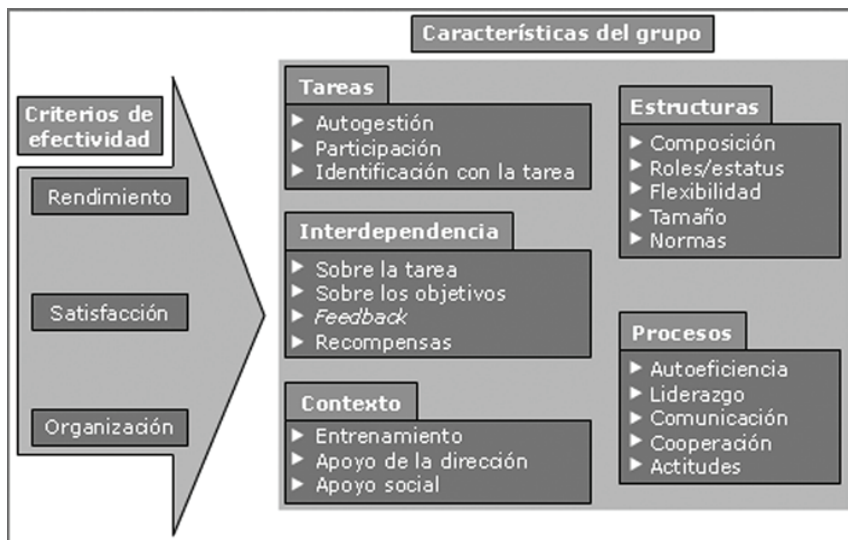 Características del grupo
Criterios de
efectividad
Rendimiento
Satisfacción
Organización
Tareas
Autogestión
Participación
Identificación con la tarea
Interdependencia
Sobre la tarea
Sobre los objetivos
Feedback
Recompensas
Contexto
Entrenamiento
Apoyo de la dirección
Apoyo social
Estructuras
Composición
Roles/estatus
Flexibilidad
Tamaño
Normas
Procesos
Autoeficiencia
Liderazgo
Comunicación
Cooperación
Actitudes